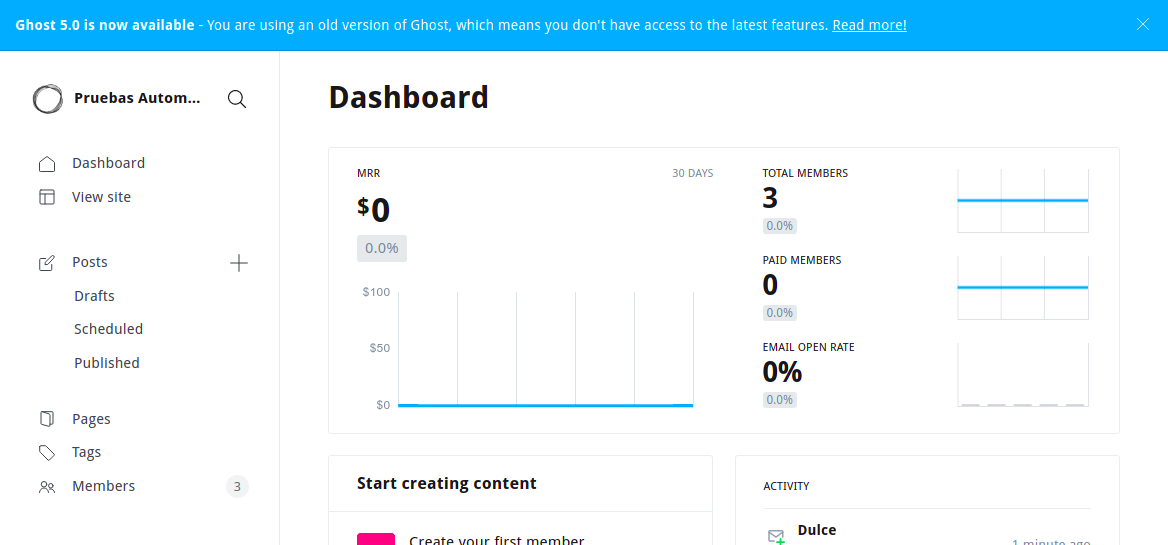 Ghost 5.0 is now available - You are using an old version of Ghost, which means you don't have access to the latest features. Read more!
Pruebas Autom...
Dashboard
View site
Posts
Drafts
Scheduled
Published
Pages
Tags
Members 3
Dashboard
MRR 30 DAYS
$0
0.0%
$100
$50
$0
TOTAL MEMBERS
3
0.0%
PAID MEMBERS
0
0.0%
EMAIL OPEN RATE
0%
0.0%
Start creating content
Create your first member
ACTIVITY
Dulce
1 minute ago